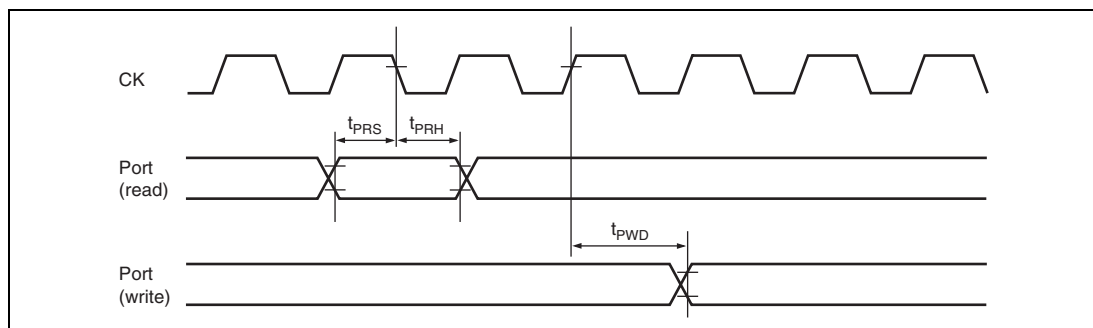 CK
tPRS tPRH
Port
(read)
tPWD
Port
(write)